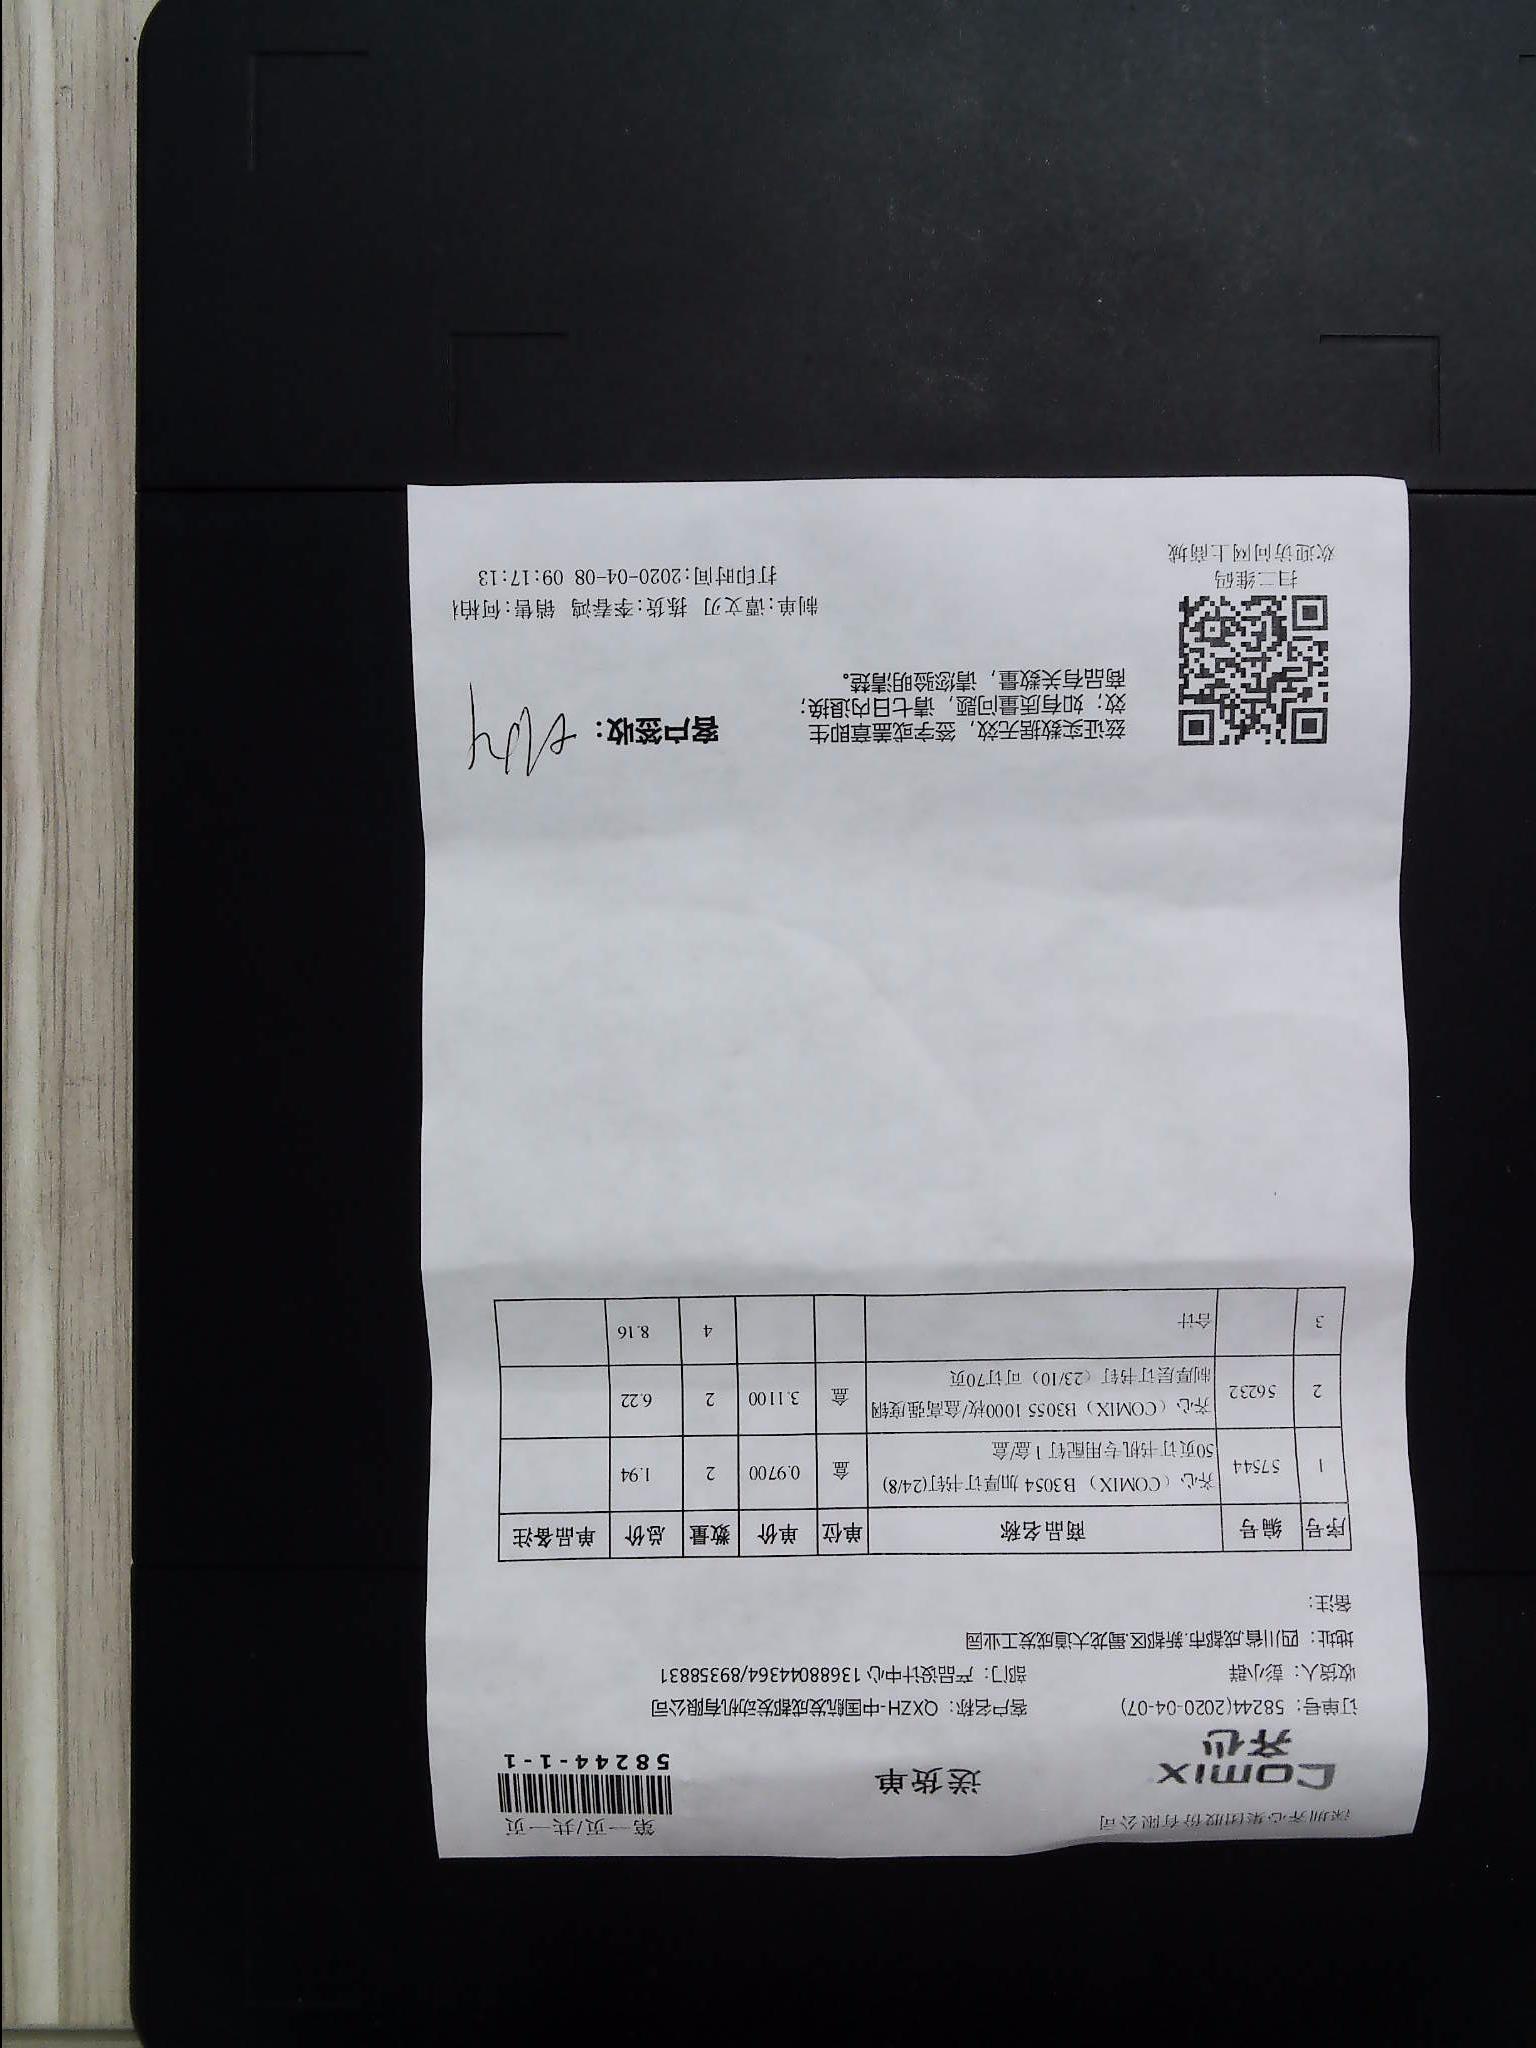 深圳齐心集团股份有限公司
第一页/共一页
comix
齐心
送货单
58244-1-1
订单号：58244(2020-04-07)
客户名称：QXZH-中国航发成都发动机有限公司
收货人：彭小群
部门：产品设计中心 13688044364/89358831
地址：四川省.成都市.新都区.蜀龙大道成发工业园
备注：
序号 编号 商品名称 单位 单价 数量 总价 单品备注
1 57544 齐心（COMIX） B3054 加厚订书钉(24/8) 盒 0.9700 2 1.94
50页订书机专用配钉 1盒/盒
2 56232 齐心（COMIX） B3055 1000枚/盒高强度钢 盒 3.1100 2 6.22
制厚层订书钉（23/10）可订70页
3 合计 4 8.16
兹证实数据无效，签字或盖章即生
效；如有质量问题，请七日内退换；
商品有关数量，请您验明清楚。
客户签收：
制单:谭文刃 拣货:李春鸿 销售:何柏
打印时间:2020-04-08 09:17:13
扫二维码
欢迎访问网上商城